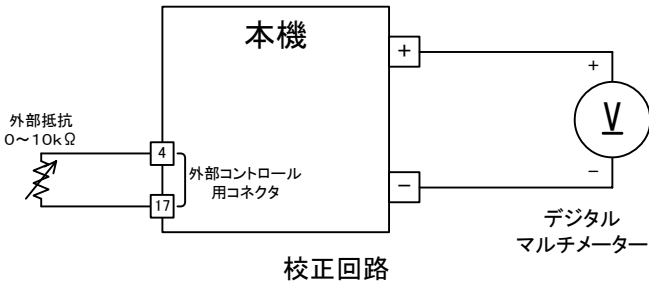 本機
+
+
外部抵抗
0~10kΩ
V
4
外部コントロール
用コネクタ
17
−
−
デジタル
マルチメーター
校正回路